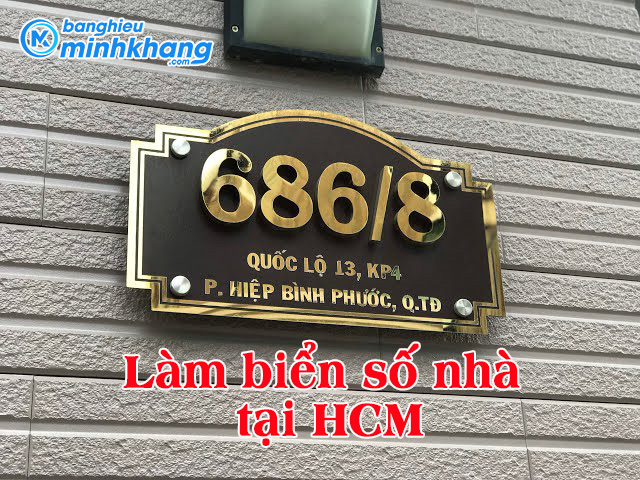 banghieu
minhkhang
.com
686/8
QUỐC LỘ 13, KP4
P. HIỆP BÌNH PHƯỚC, Q.TĐ
Làm biển số nhà
tại HCM